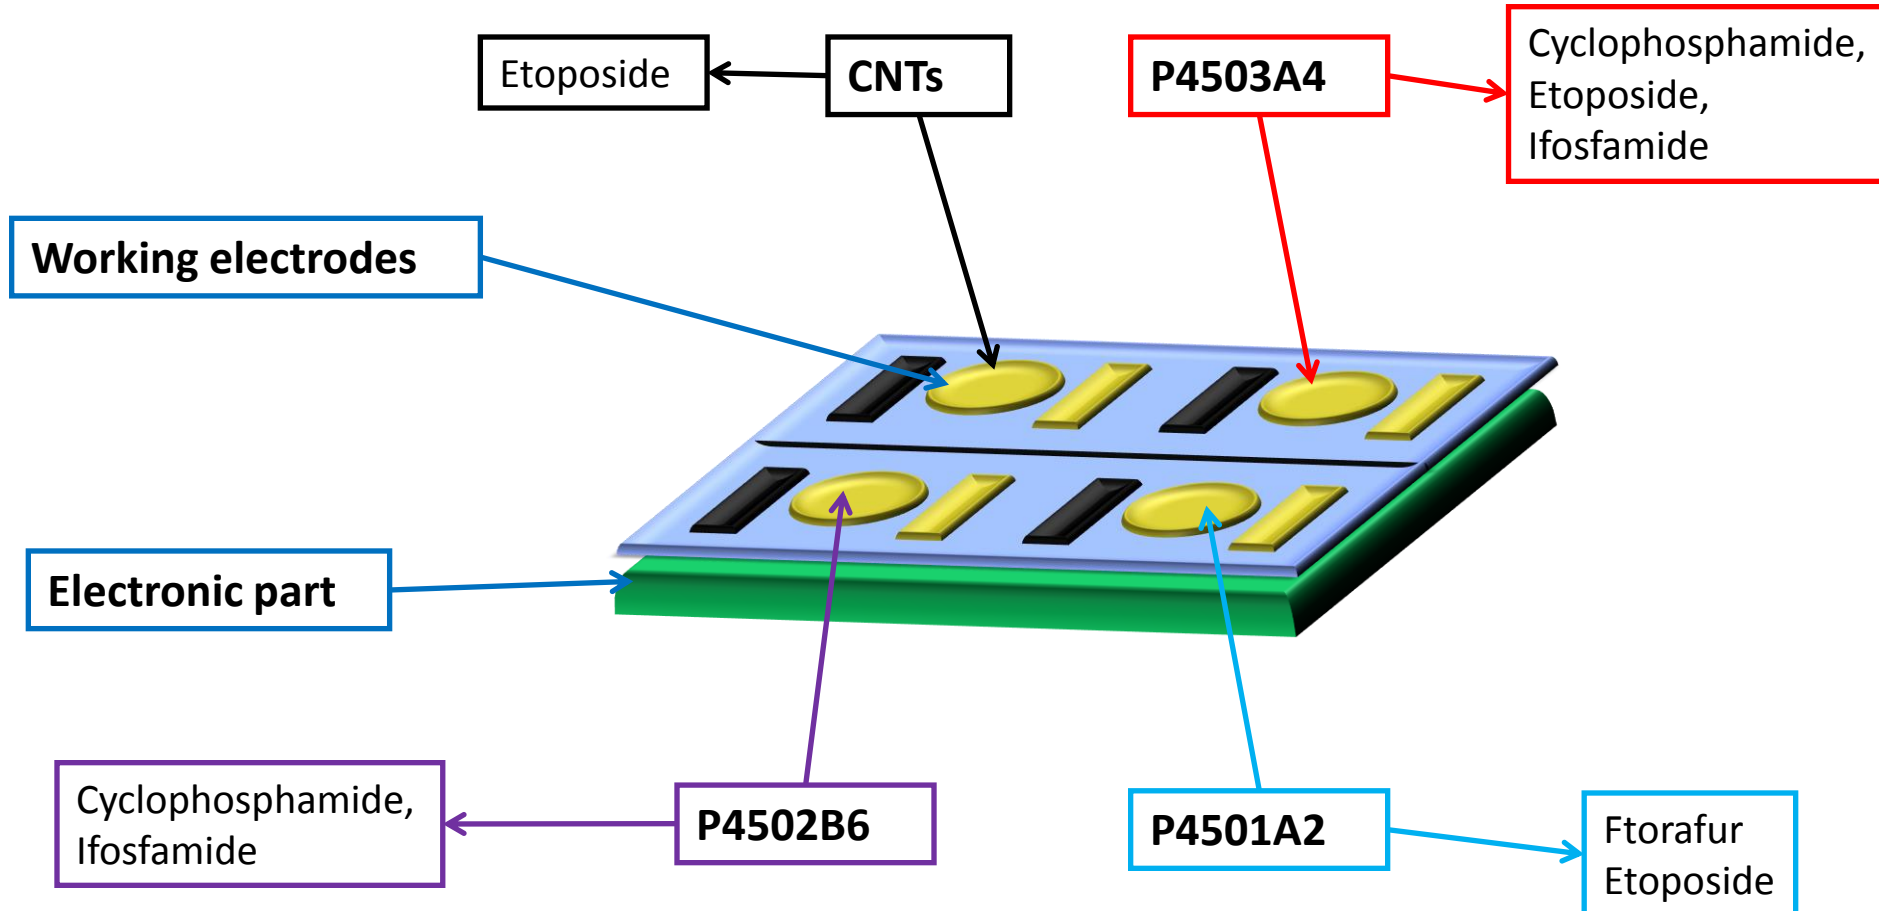 Etoposide
CNTs
P4503A4
Cyclophosphamide,
Etoposide,
Ifosfamide
Working electrodes
Electronic part
Cyclophosphamide,
Ifosfamide
P4502B6
P4501A2
Ftorafur
Etoposide